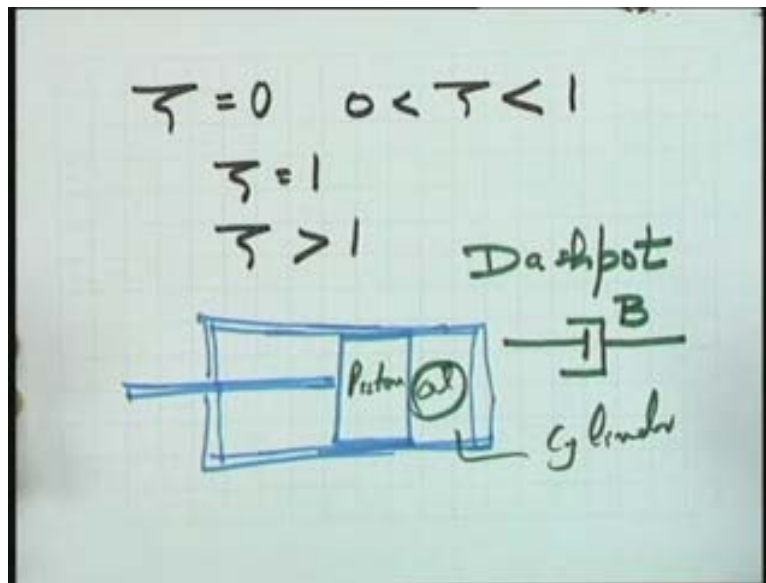 ζ = 0 0 < ζ < 1
ζ = 1
ζ > 1
Dashpot
B
Piston
oil
Cylinder